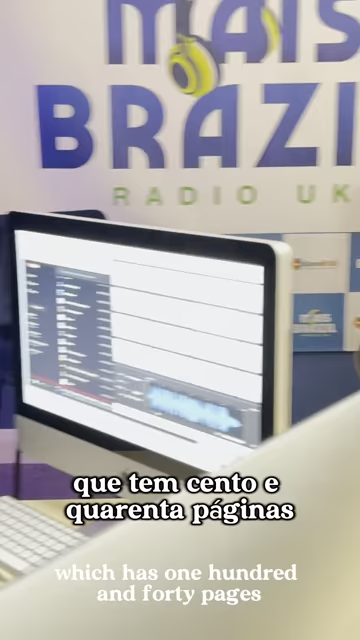 MAIS
BRAZI
RADIO UK
que tem cento e
quarenta páginas
which has one hundred
and forty pages